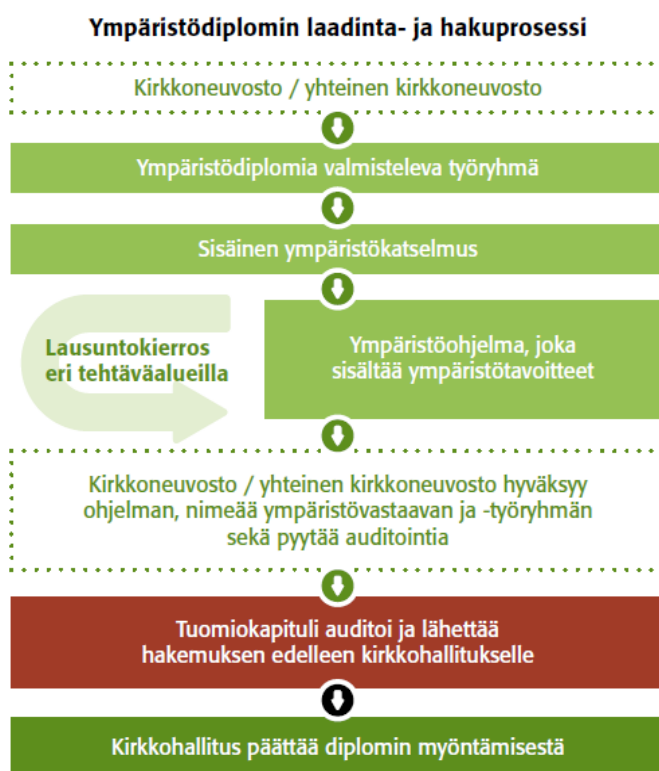 Ympäristödiplomin laadinta- ja hakuprosessi
Kirkkoneuvosto / yhteinen kirkkoneuvosto
Ympäristödiplomia valmisteleva työryhmä
Sisäinen ympäristökatselmus
Lausuntokierros
eri tehtäväalueilla
Ympäristöohjelma, joka
sisältää ympäristötavoitteet
Kirkkoneuvosto / yhteinen kirkkoneuvosto hyväksyy
ohjelman, nimeää ympäristövastaavan ja -työryhmän
sekä pyytää auditointia
Tuomiokapituli auditoi ja lähettää
hakemuksen edelleen kirkkohallitukselle
Kirkkohallitus päättää diplomin myöntämisestä